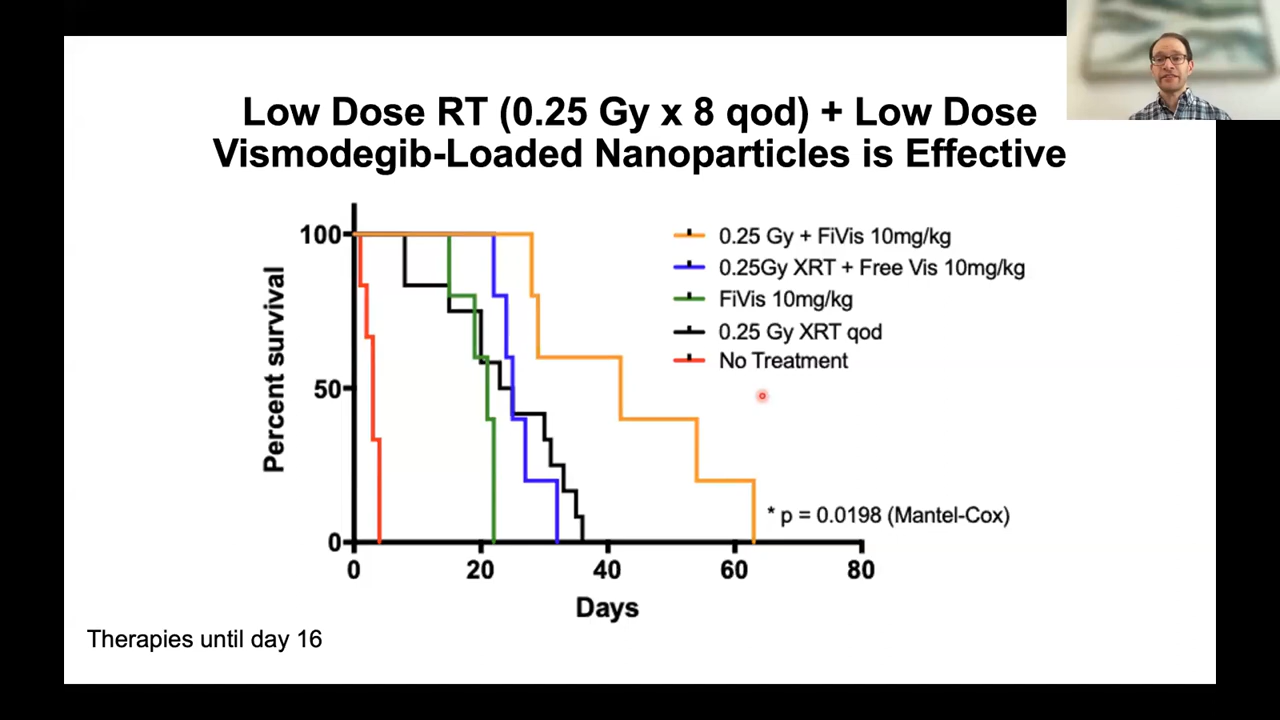 Low Dose RT (0.25 Gy x 8 qod) + Low Dose
Vismodegib-Loaded Nanoparticles is Effective
0.25 Gy + FiVis 10mg/kg
0.25Gy XRT + Free Vis 10mg/kg
FiVis 10mg/kg
0.25 Gy XRT qod
No Treatment
Percent survival
100
50
0
* p = 0.0198 (Mantel-Cox)
0 20 40 60 80
Days
Therapies until day 16